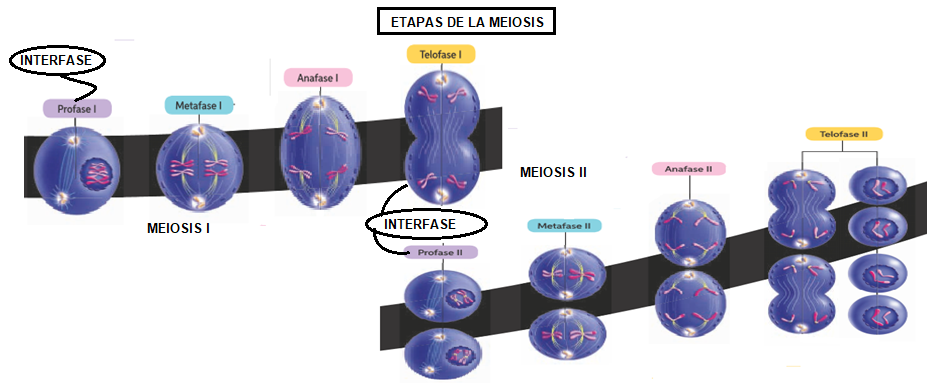 ETAPAS DE LA MEIOSIS
INTERFASE
Profase I
Metafase I
Anafase I
Telofase I
MEIOSIS I
INTERFASE
MEIOSIS II
Profase II
Metafase II
Anafase II
Telofase II